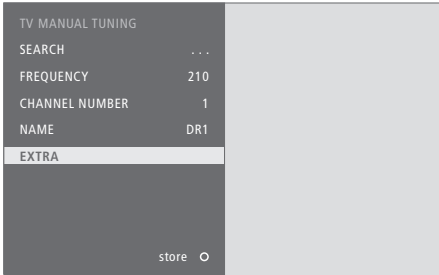 TV MANUAL TUNING
SEARCH ...
FREQUENCY 210
CHANNEL NUMBER 1
NAME DR1
EXTRA
store